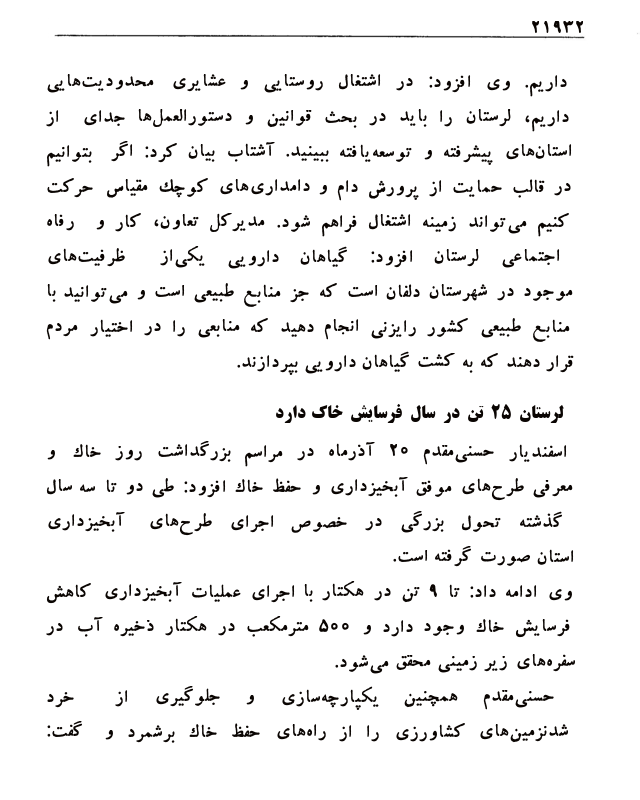 ۲۱۹۳۲
داریم. وی افزود: در اشتغال روستایی و عشایری محدودیت‌هایی
داریم، لرستان را باید در بحث قوانین و دستورالعمل‌ها جدای از
استان‌های پیشرفته و توسعه‌یافته ببینید. آشتاب بیان کرد: اگر بتوانیم
در قالب حمایت از پرورش دام و دامداری‌های کوچك مقیاس حرکت
کنیم می‌تواند زمینه اشتغال فراهم شود. مدیرکل تعاون، کار و رفاه
اجتماعی لرستان افزود: گیاهان دارویی یکی‌از ظرفیت‌های
موجود در شهرستان دلفان است که جز منابع طبیعی است و می‌توانید با
منابع طبیعی کشور رایزنی انجام دهید که منابعی را در اختیار مردم
قرار دهند که به کشت گیاهان دارویی بپردازند.
لرستان ۲۵ تن در سال فرسایش خاک دارد
اسفندیار حسنی‌مقدم ۲۰ آذرماه در مراسم بزرگداشت روز خاك و
معرفی طرح‌های موفق آبخیزداری و حفظ خاك افزود: طی دو تا سه سال
گذشته تحول بزرگی در خصوص اجرای طرح‌های آبخیزداری
استان صورت گرفته است.
وی ادامه داد: تا ۹ تن در هکتار با اجرای عملیات آبخیزداری کاهش
فرسایش خاك وجود دارد و ۵۰۰ مترمکعب در هکتار ذخیره آب در
سفره‌های زیر زمینی محقق می‌شود.
حسنی‌مقدم همچنین یکپارچه‌سازی و جلوگیری از خرد
شدنزمین‌های کشاورزی را از راه‌های حفظ خاك برشمرد و گفت: